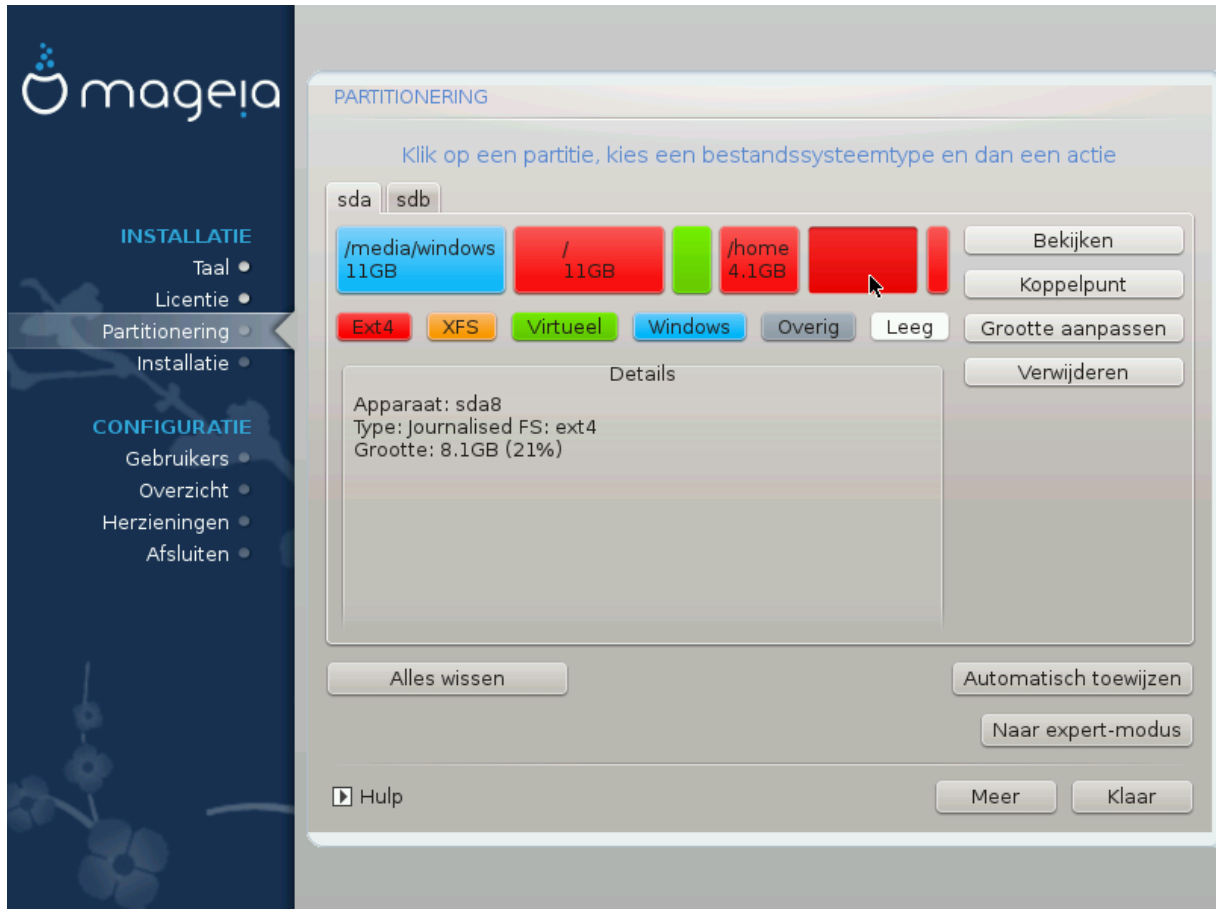 mageia
INSTALLATIE
Taal
Licentie
Partitionering
Installatie
CONFIGURATIE
Gebruikers
Overzicht
Herzieningen
Afsluiten
PARTITIONERING
Klik op een partitie, kies een bestandssysteemtype en dan een actie
sda sdb
/media/windows
11GB
/
11GB
/home
4.1GB
Ext4 XFS Virtueel Windows Overig Leeg
Bekijken
Koppelpunt
Grootte aanpassen
Verwijderen
Details
Apparaat: sda8
Type: Journalised FS: ext4
Grootte: 8.1GB (21%)
Alles wissen
Automatisch toewijzen
Naar expert-modus
Hulp
Meer
Klaar